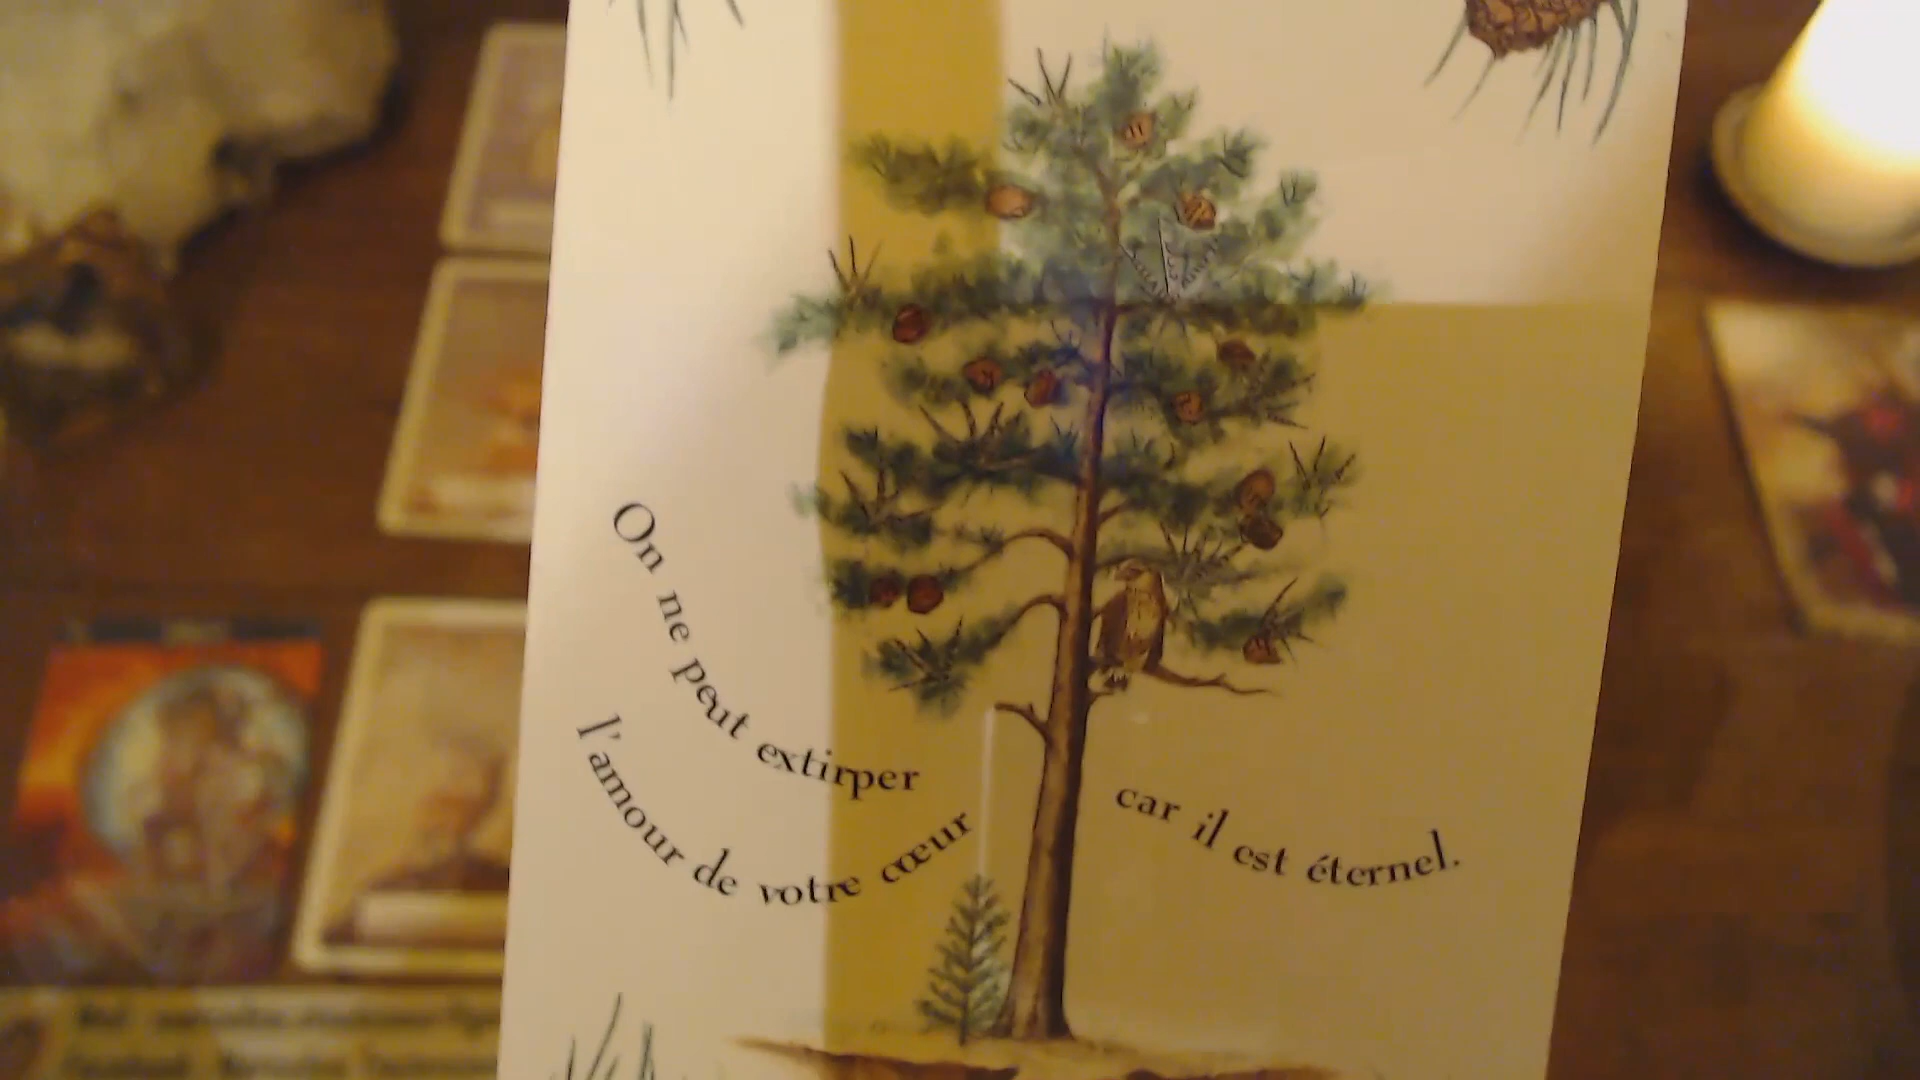 On ne peut extirper
l'amour de votre cœur
car il est éternel.